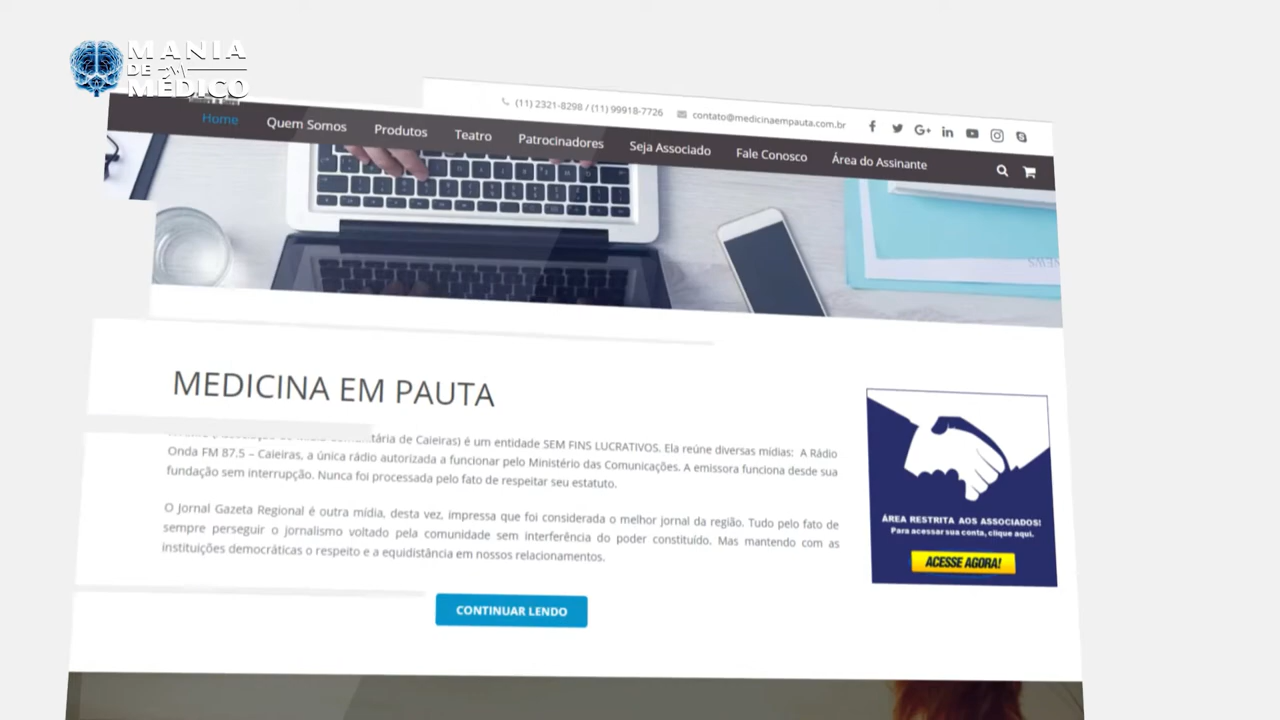 MANIA
DE
MÉDICO
(11) 2321-8298 / (11) 99918-7726
contato@medicinaempauta.com.br
Home
Quem Somos
Produtos
Teatro
Patrocinadores
Seja Associado
Fale Conosco
Área do Assinante
NEWS
MEDICINA EM PAUTA
de Caieiras) é um entidade SEM FINS LUCRATIVOS. Ela reúne diversas mídias: A Rádio
Onda FM 87.5 – Caieiras, a única rádio autorizada a funcionar pelo Ministério das Comunicações. A emissora funciona desde sua
fundação sem interrupção. Nunca foi processada pelo fato de respeitar seu estatuto.
O Jornal Gazeta Regional é outra mídia, desta vez, impressa que foi considerada o melhor jornal da região. Tudo pelo fato de
sempre perseguir o jornalismo voltado pela comunidade sem interferência do poder constituído. Mas mantendo com as
instituições democráticas o respeito e a equidistância em nossos relacionamentos.
CONTINUAR LENDO
ÁREA RESTRITA AOS ASSOCIADOS!
Para acessar sua conta, clique aqui.
ACESSE AGORA!